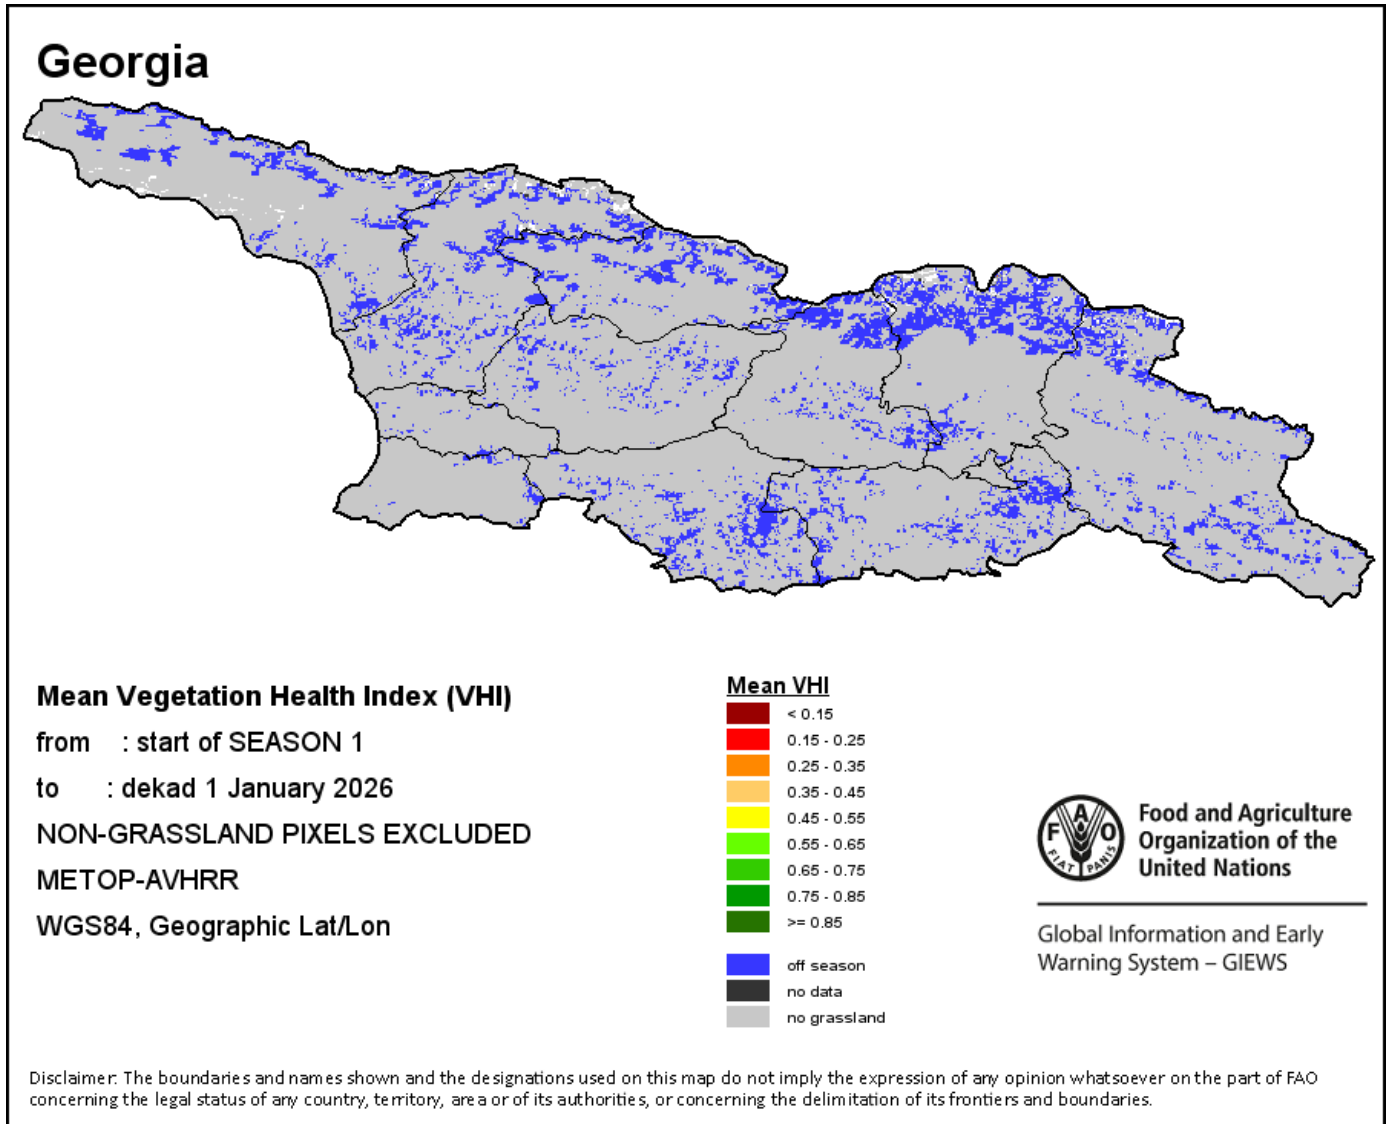 Georgia
Mean Vegetation Health Index (VHI)
from : start of SEASON 1
to : dekad 1 January 2026
NON-GRASSLAND PIXELS EXCLUDED
METOP-AVHRR
WGS84, Geographic Lat/Lon
Mean VHI
< 0.15
0.15 - 0.25
0.25 - 0.35
0.35 - 0.45
0.45 - 0.55
0.55 - 0.65
0.65 - 0.75
0.75 - 0.85
>= 0.85
off season
no data
no grassland
F A O
FIAT PANIS
Food and Agriculture
Organization of the
United Nations
Global Information and Early
Warning System – GIEWS
Disclaimer: The boundaries and names shown and the designations used on this map do not imply the expression of any opinion whatsoever on the part of FAO
concerning the legal status of any country, territory, area or of its authorities, or concerning the delimitation of its frontiers and boundaries.